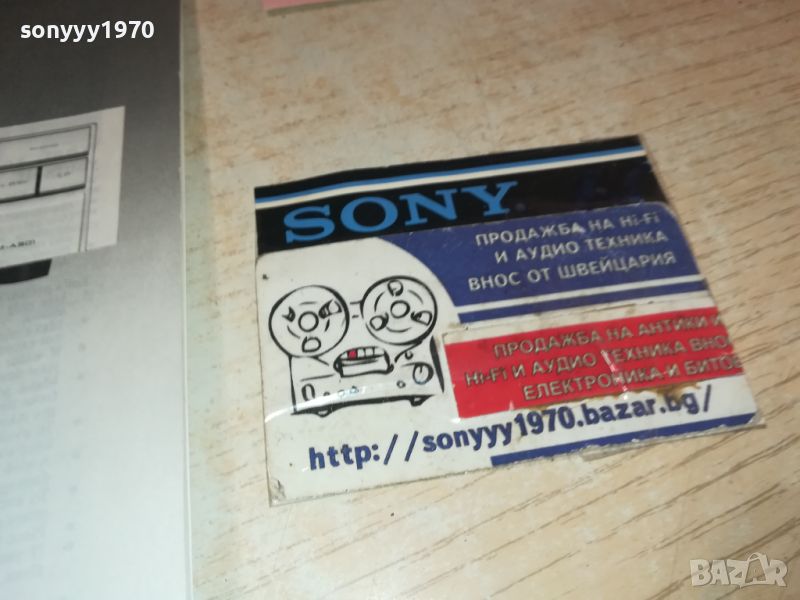 sonyyy1970
SONY
ПРОДАЖБА НА Hi-Fi
И АУДИО ТЕХНИКА
ВНОС ОТ ШВЕЙЦАРИЯ
ПРОДАЖБА НА АНТИКИ И
Hi-Fi И АУДИО ТЕХНИКА ВНОС
ЕЛЕКТРОНИКА И БИТОВ
http://sonyyy1970.bazar.bg/
BAZAR